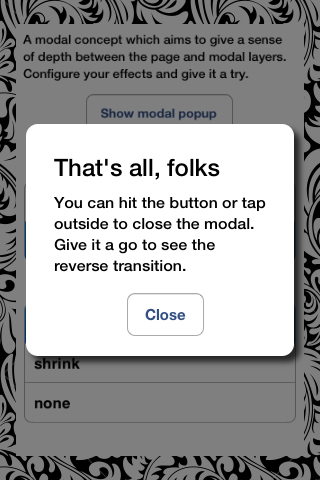 A modal concept which aims to give a sense
of depth between the page and modal layers.
Configure your effects and give it a try.
Show modal popup
That's all, folks
You can hit the button or tap
outside to close the modal.
Give it a go to see the
reverse transition.
Close
shrink
none